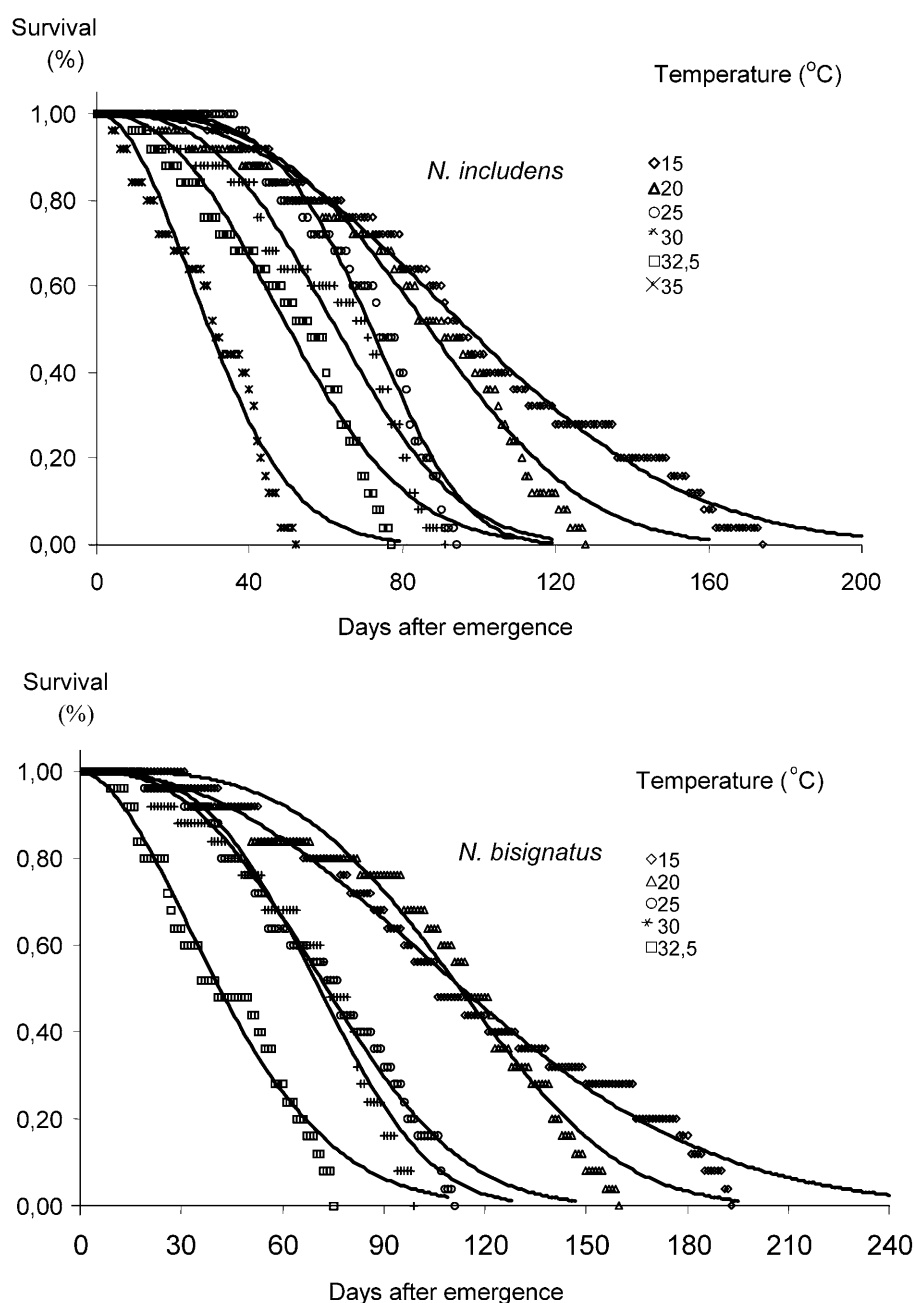 Survival
(%)
Temperature (°C)
1,00
N. includens
15
0,80
20
25
0,60
30
32,5
35
0,40
0,20
0,00
0 40 80 120 160 200
Days after emergence
Survival
(%)
1,00
Temperature (°C)
0,80
N. bisignatus
15
20
25
0,60
30
32,5
0,40
0,20
0,00
0 30 60 90 120 150 180 210 240
Days after emergence